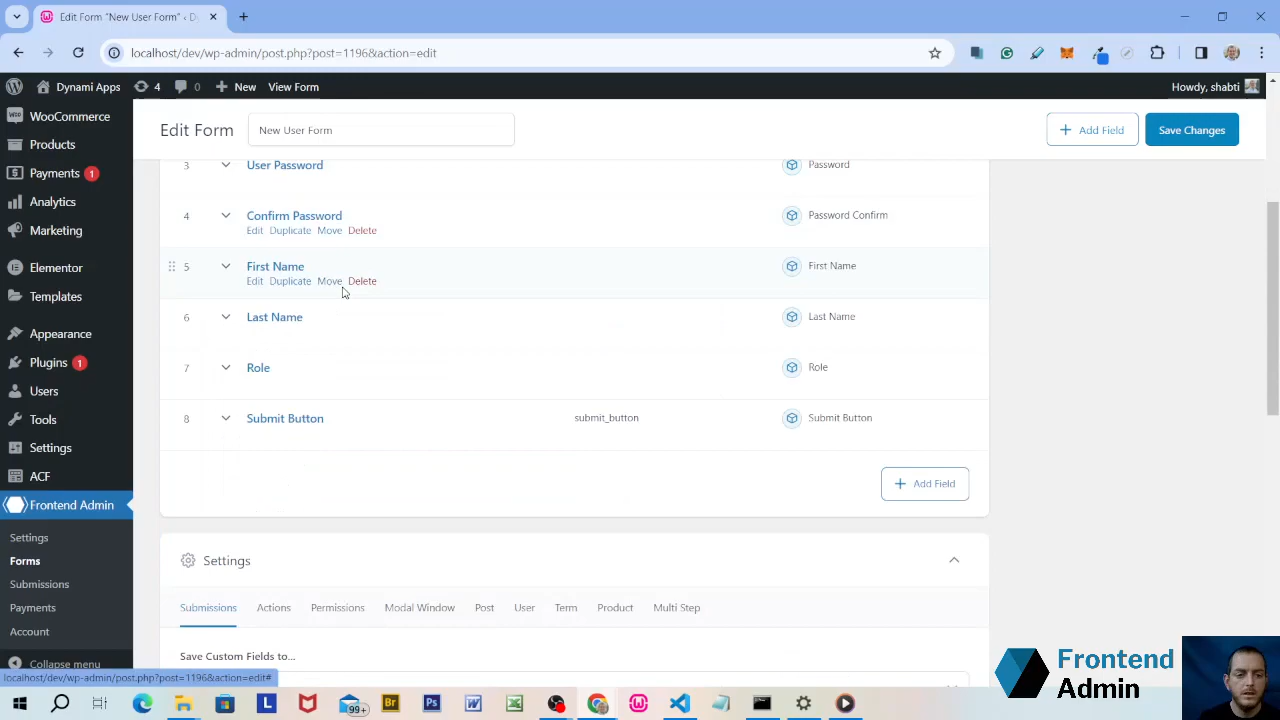 Edit Form "New User Form" ‹ D
localhost/dev/wp-admin/post.php?post=1196&action=edit
Dynami Apps
4
0
New
View Form
Howdy, shabti
WooCommerce
Products
Payments 1
Analytics
Marketing
Elementor
Templates
Appearance
Plugins 1
Users
Tools
Settings
ACF
Frontend Admin
Forms
Submissions
Payments
Account
Collapse menu
Edit Form
New User Form
Add Field
Save Changes
3 User Password Password
4 Confirm Password Password Confirm
Edit Duplicate Move Delete
5 First Name First Name
Edit Duplicate Move Delete
6 Last Name Last Name
7 Role Role
8 Submit Button submit_button Submit Button
Add Field
Settings
Settings
Submissions Actions Permissions Modal Window Post User Term Product Multi Step
Save Custom Fields to...
localhost/dev/wp-admin/post.php?post=1196&action=edit#
Frontend
Admin
99+
Br
Ps